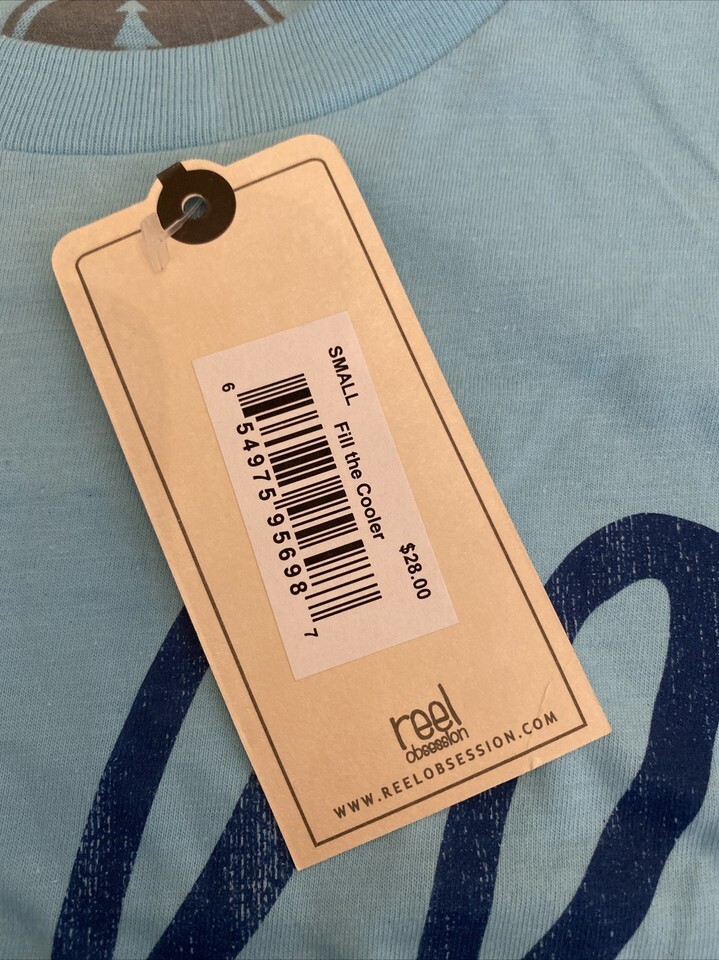 SMALL
Fill the Cooler
$28.00
6 54975 95698 7
reel
obsession
WWW.REELOBSESSION.COM